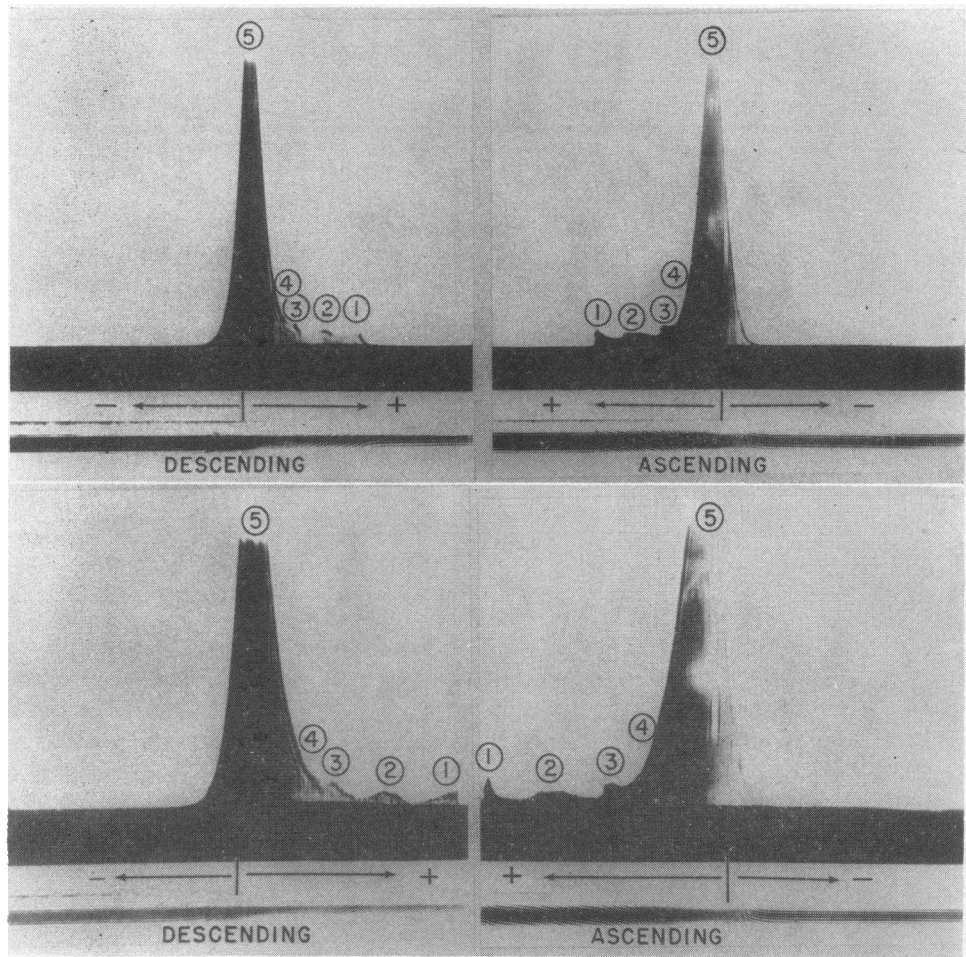 ⑤ ⑤
④ ④
③ ② ① ① ② ③
− + + −
DESCENDING ASCENDING
⑤ ⑤
④ ④
③ ② ① ① ② ③
− + + −
DESCENDING ASCENDING